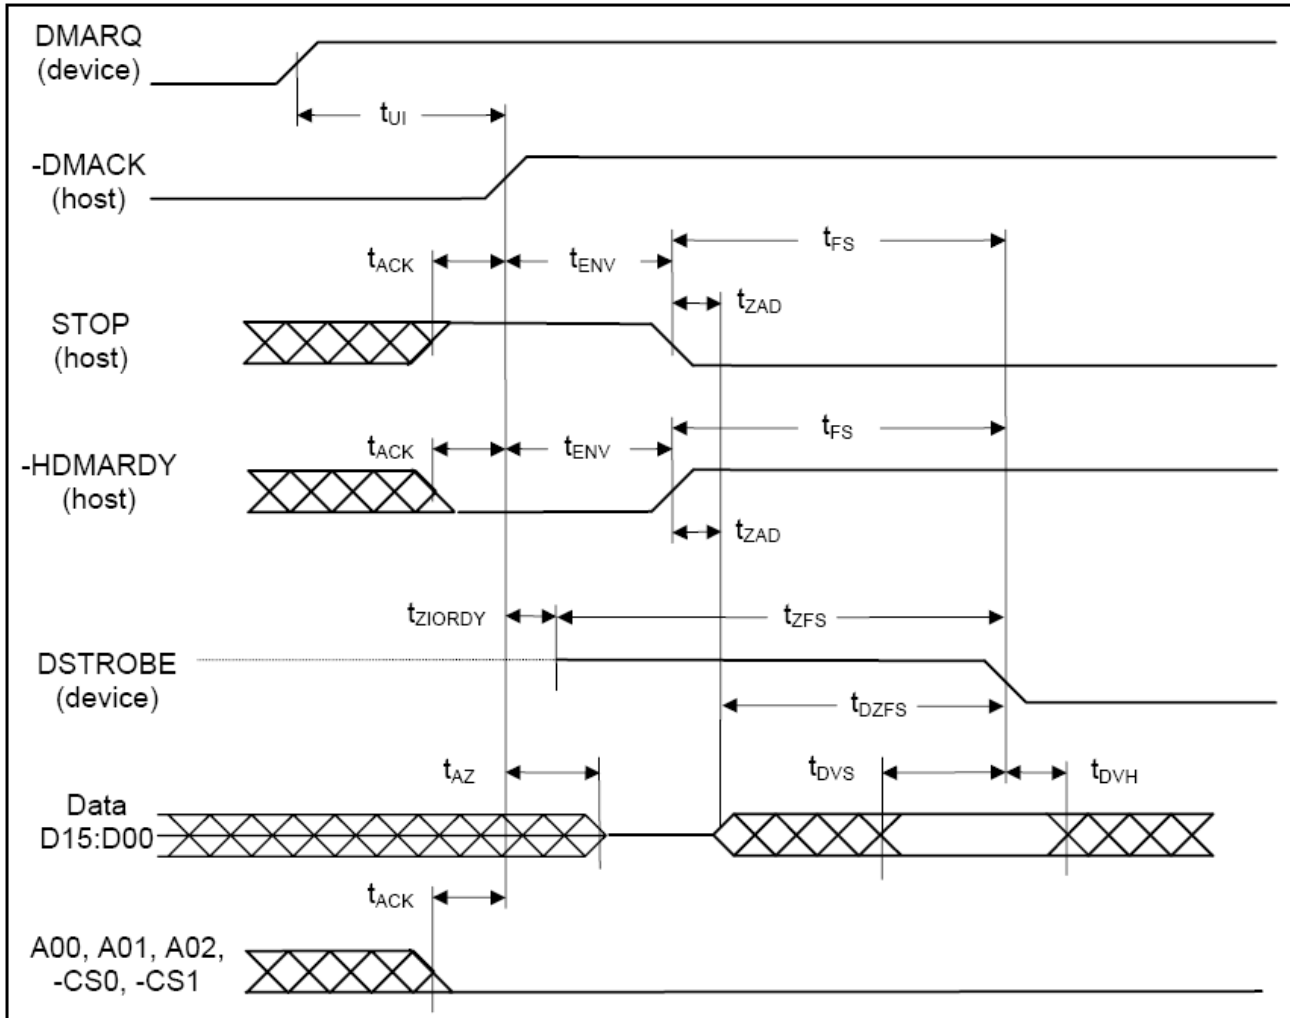 DMARQ
(device)
tUI
-DMACK
(host)
tFS
tACK
tENV
tZAD
STOP
(host)
tFS
tACK
tENV
-HDMARDY
(host)
tZAD
tZIORDY
tZFS
DSTROBE
(device)
tDZFS
tAZ
tDVS
tDVH
Data
D15:D00
tACK
A00, A01, A02,
-CS0, -CS1